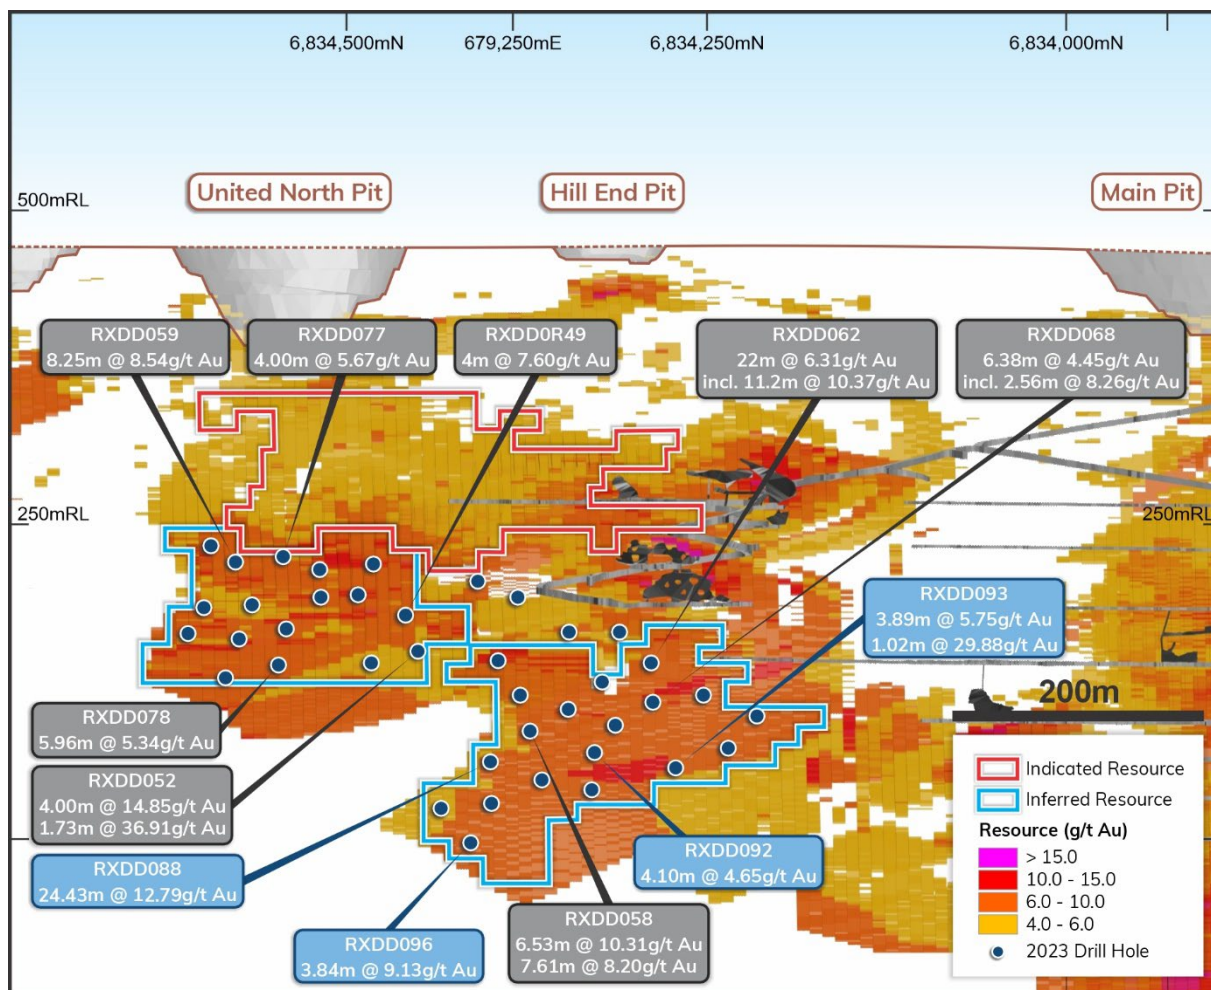 6,834,500mN
679,250mE
6,834,250mN
6,834,000mN
United North Pit
Hill End Pit
Main Pit
500mRL
RXDD059
8.25m @ 8.54g/t Au
RXDD077
4.00m @ 5.67g/t Au
RXDD0R49
4m @ 7.60g/t Au
RXDD062
22m @ 6.31g/t Au
incl. 11.2m @ 10.37g/t Au
RXDD068
6.38m @ 4.45g/t Au
incl. 2.56m @ 8.26g/t Au
250mRL
250mRL
RXDD093
3.89m @ 5.75g/t Au
1.02m @ 29.88g/t Au
200m
RXDD078
5.96m @ 5.34g/t Au
RXDD052
4.00m @ 14.85g/t Au
1.73m @ 36.91g/t Au
RXDD088
24.43m @ 12.79g/t Au
RXDD096
3.84m @ 9.13g/t Au
RXDD058
6.53m @ 10.31g/t Au
7.61m @ 8.20g/t Au
RXDD092
4.10m @ 4.65g/t Au
Indicated Resource
Inferred Resource
Resource (g/t Au)
> 15.0
10.0 - 15.0
6.0 - 10.0
4.0 - 6.0
2023 Drill Hole